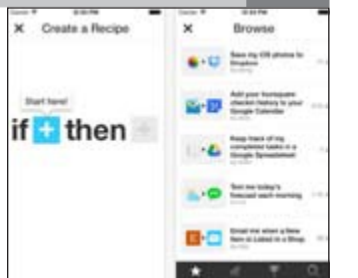 Create a Recipe
Start here!
if + then +
Browse
Save my iOS photos to
Dropbox
Add your foursquare
checkin history to your
Google Calendar
Keep track of my
completed tasks in a
Google Spreadsheet
Text me today's
forecast each morning
Email me when a New
Item is Listed in a Shop